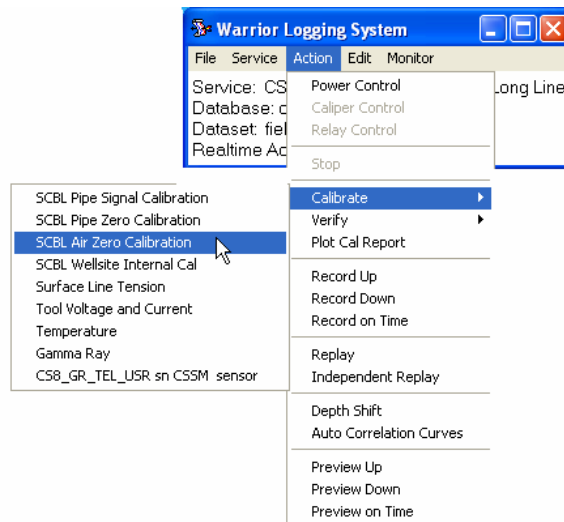 Warrior Logging System
File Service Action Edit Monitor
Service: CS
Long Line
Database:
Dataset:
Realtime
Power Control
Caliper Control
Relay Control
Stop
Calibrate
Verify
Plot Cal Report
Record Up
Record Down
Record on Time
Replay
Independent Replay
Depth Shift
Auto Correlation Curves
Preview Up
Preview Down
Preview on Time
SCBL Pipe Signal Calibration
SCBL Pipe Zero Calibration
SCBL Air Zero Calibration
SCBL Wellsite Internal Cal
Surface Line Tension
Tool Voltage and Current
Temperature
Gamma Ray
CS8_GR_TEL_USR sn CSSM sensor